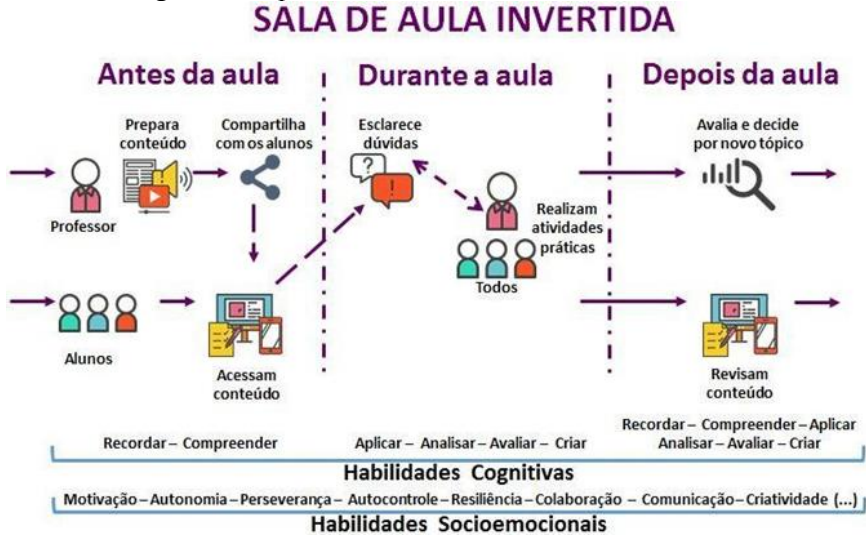 SALA DE AULA INVERTIDA
Antes da aula
Durante a aula
Depois da aula
Prepara
conteúdo
Compartilha
com os alunos
Esclarece
dúvidas
Avalia e decide
por novo tópico
?
!
Professor
Realizam
atividades
práticas
Todos
Alunos
Acessam
conteúdo
Revisam
conteúdo
Recordar – Compreender
Aplicar – Analisar – Avaliar – Criar
Recordar – Compreender – Aplicar
Analisar – Avaliar – Criar
Habilidades Cognitivas
Motivação – Autonomia – Perseverança – Autocontrole – Resiliência – Colaboração – Comunicação – Criatividade (...)
Habilidades Socioemocionais